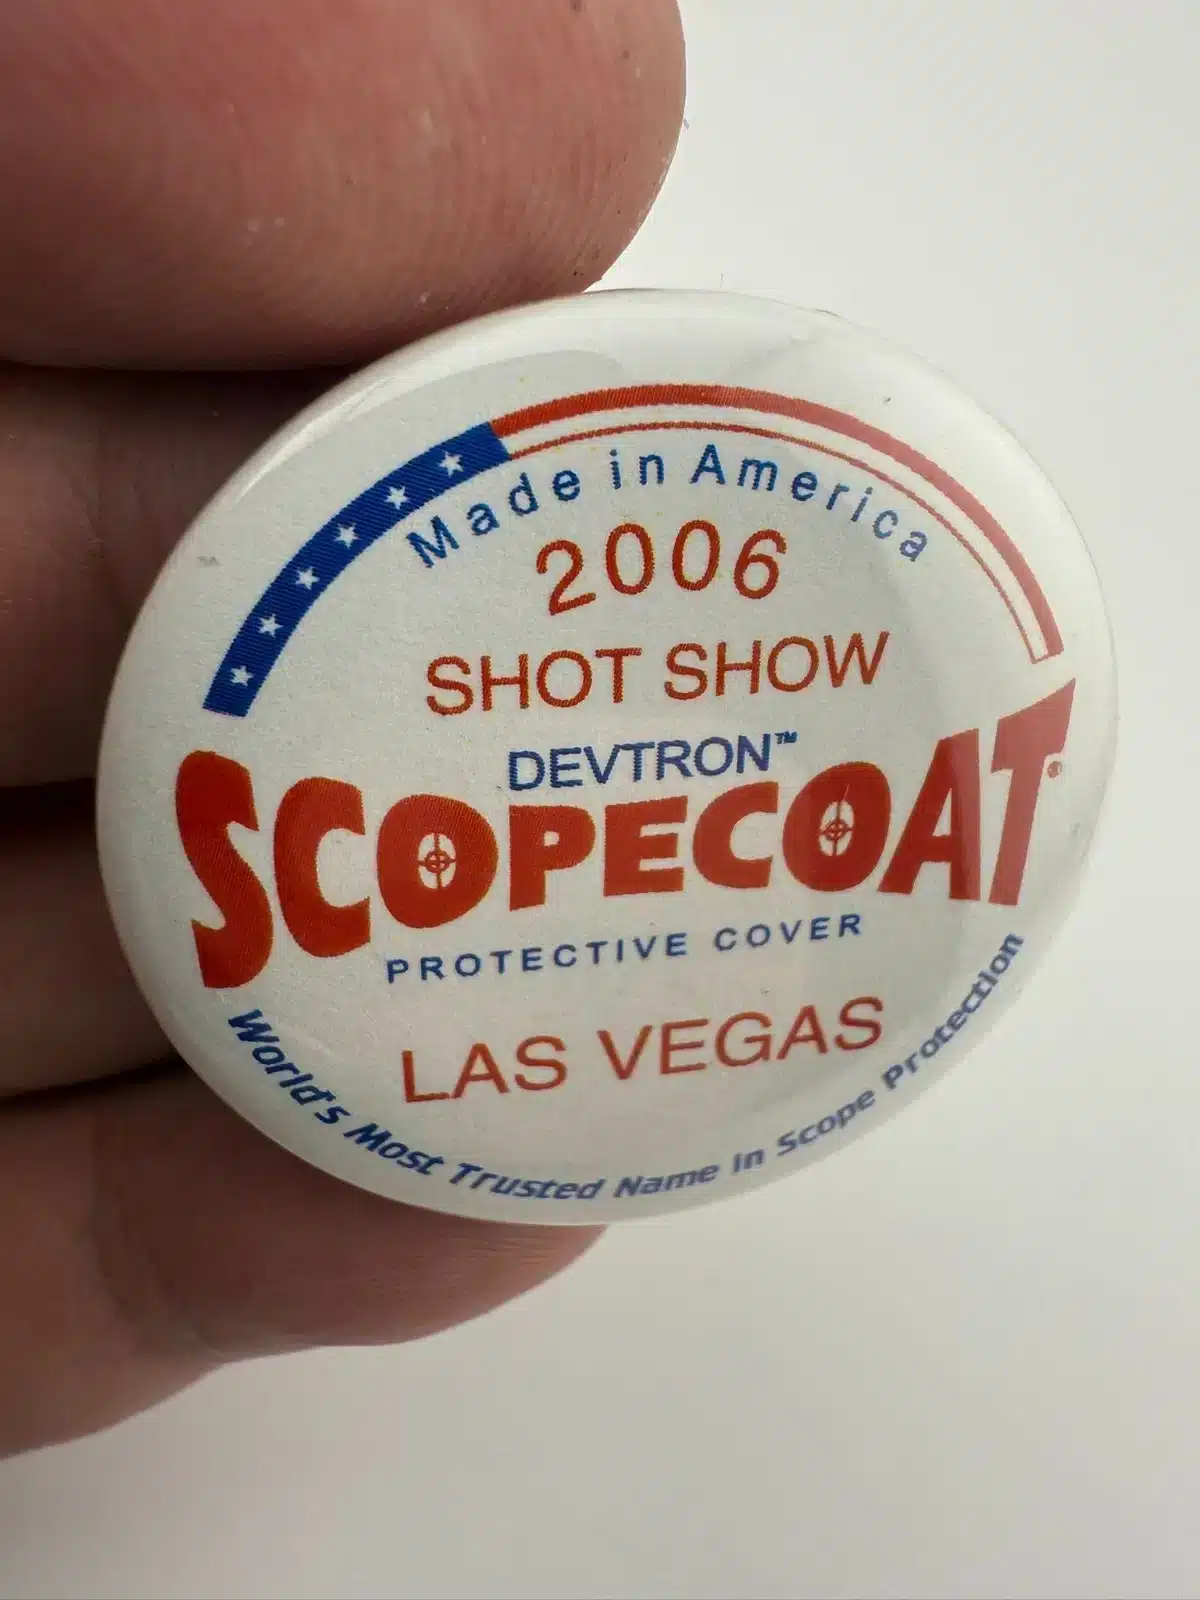 Made in America
2006
SHOT SHOW
DEVTRON™
SCOPECOAT®
PROTECTIVE COVER
LAS VEGAS
World's Most Trusted Name In Scope Protection